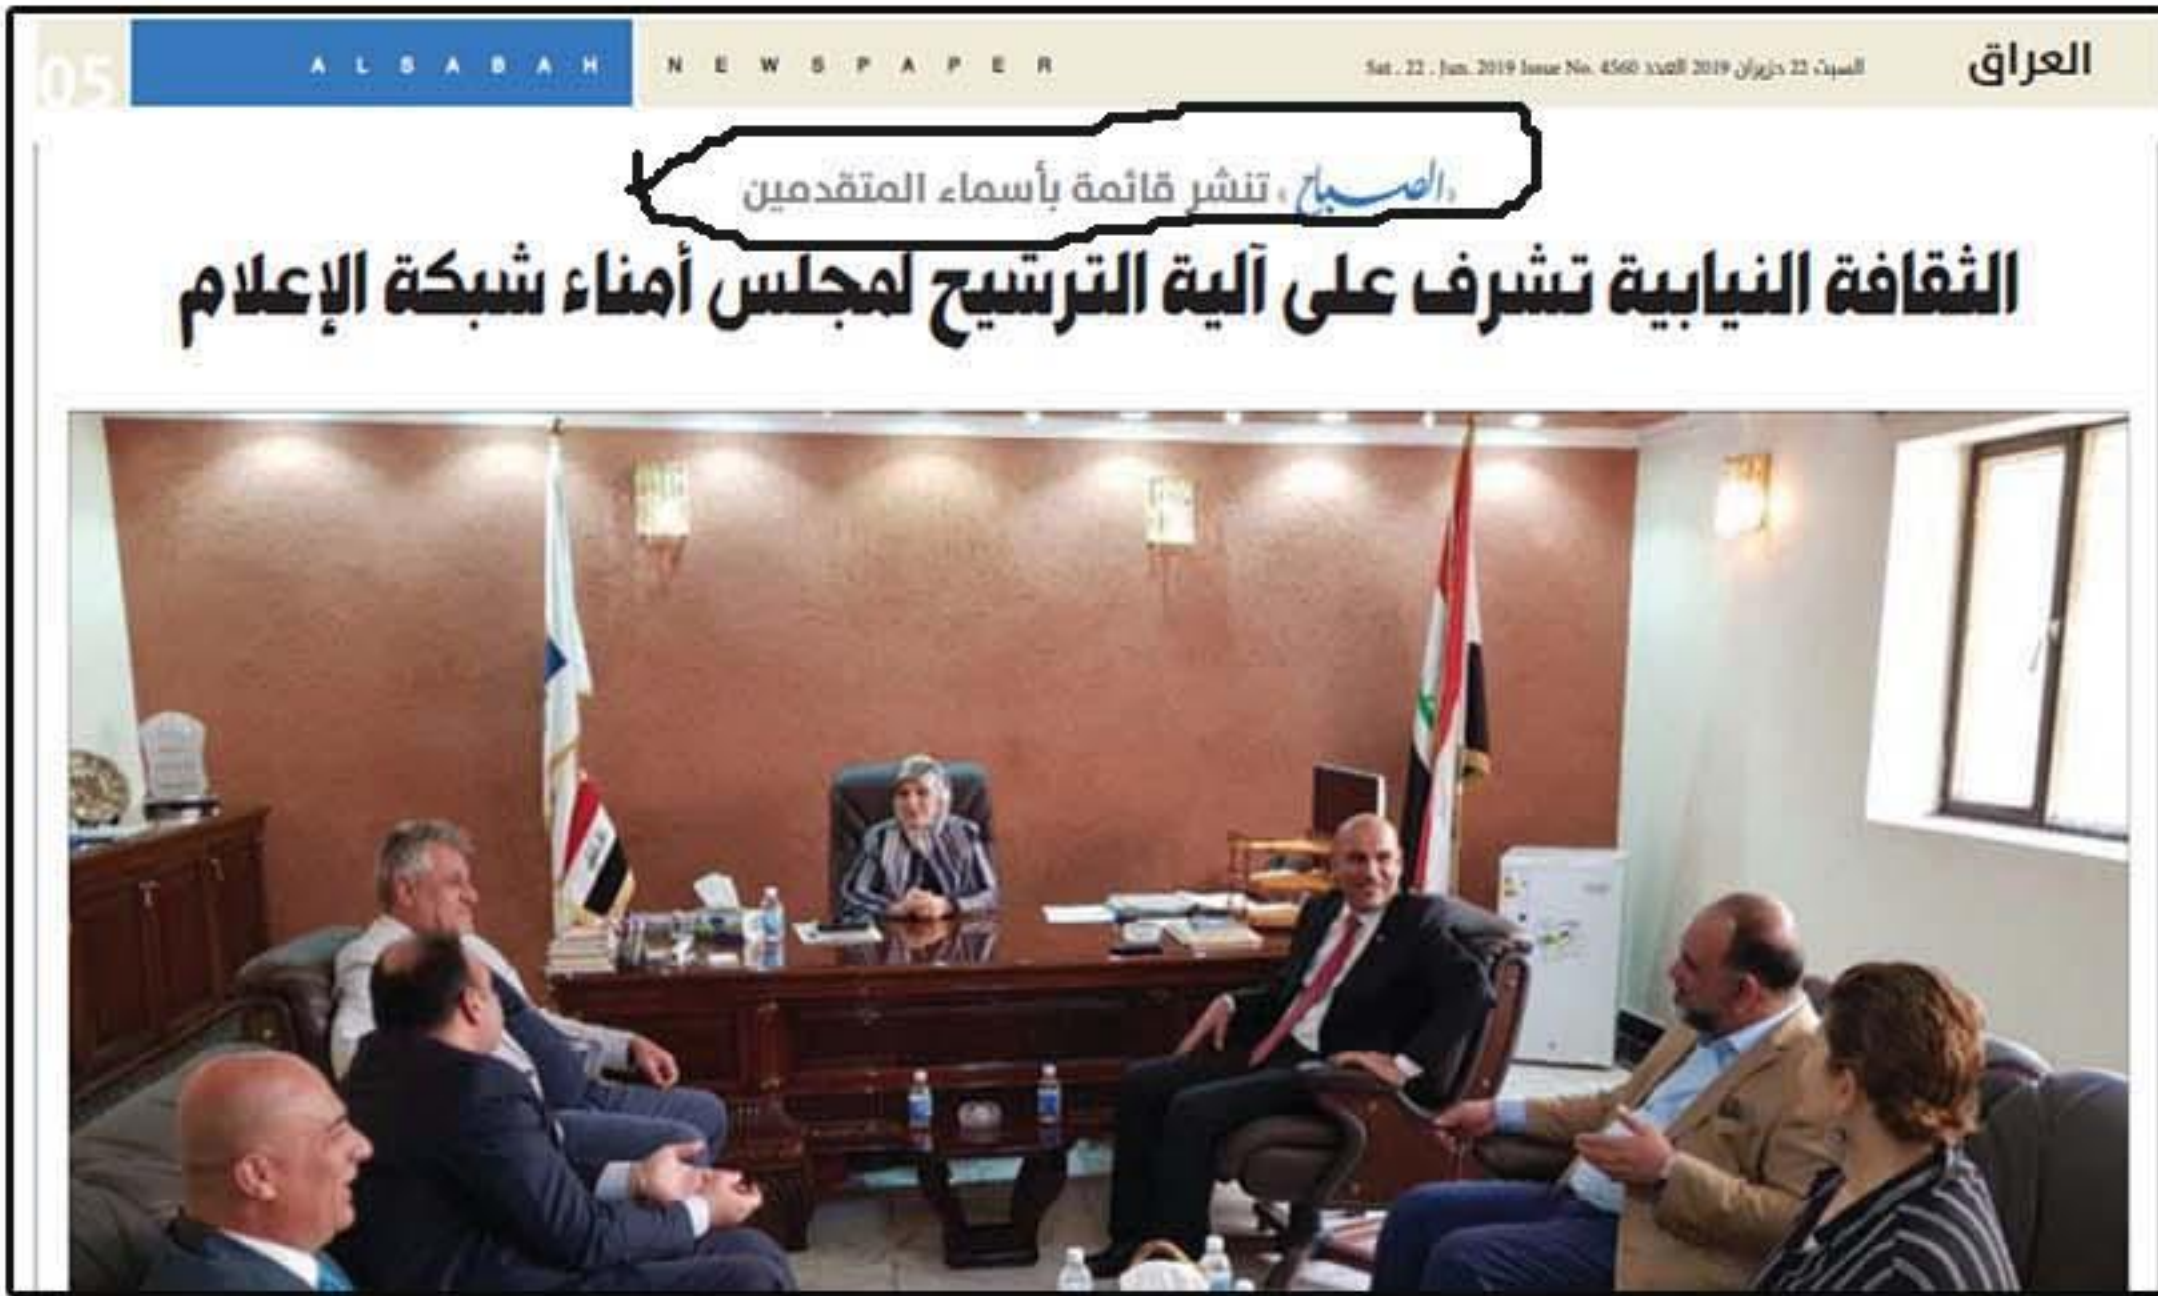 العراق
السبت 22 حزيران 2019 العدد 4560 Sat . 22 . Jun. 2019 Issue No.
ALSABAH NEWSPAPER
05
«الصباح» تنشر قائمة بأسماء المتقدمين
الثقافة النيابية تشرف على آلية الترشيح لمجلس أمناء شبكة الإعلام